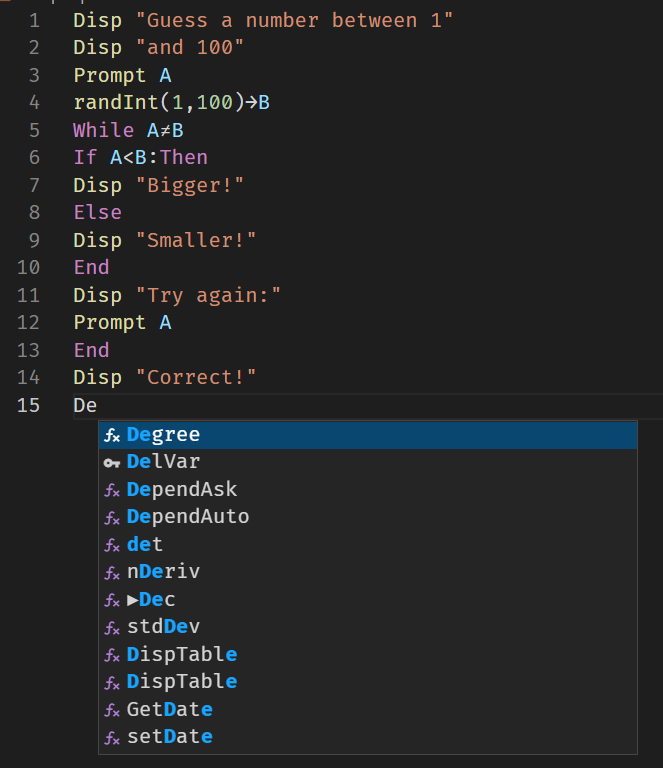 1 Disp "Guess a number between 1"
2 Disp "and 100"
3 Prompt A
4 randInt(1,100)→B
5 While A≠B
6 If A<B:Then
7 Disp "Bigger!"
8 Else
9 Disp "Smaller!"
10 End
11 Disp "Try again:"
12 Prompt A
13 End
14 Disp "Correct!"
15 De
Degree
DelVar
DependAsk
DependAuto
det
nDeriv
►Dec
stdDev
DispTable
DispTable
GetDate
setDate